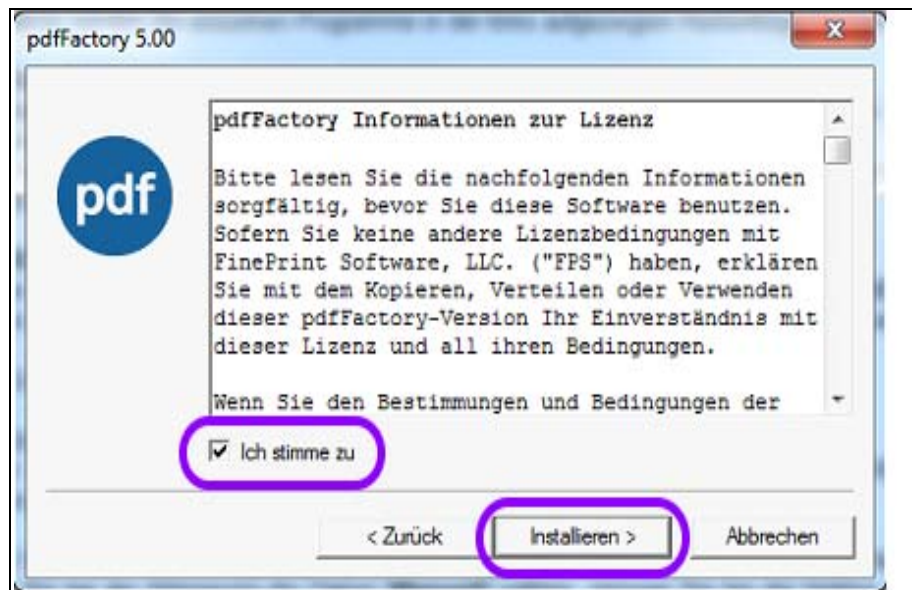 pdfFactory 5.00
pdfFactory Informationen zur Lizenz
pdf
Bitte lesen Sie die nachfolgenden Informationen
sorgfältig, bevor Sie diese Software benutzen.
Sofern Sie keine andere Lizenzbedingungen mit
FinePrint Software, LLC. ("FPS") haben, erklären
Sie mit dem Kopieren, Verteilen oder Verwenden
dieser pdfFactory-Version Ihr Einverständnis mit
dieser Lizenz und all ihren Bedingungen.
Wenn Sie den Bestimmungen und Bedingungen der
Ich stimme zu
< Zurück Installieren > Abbrechen